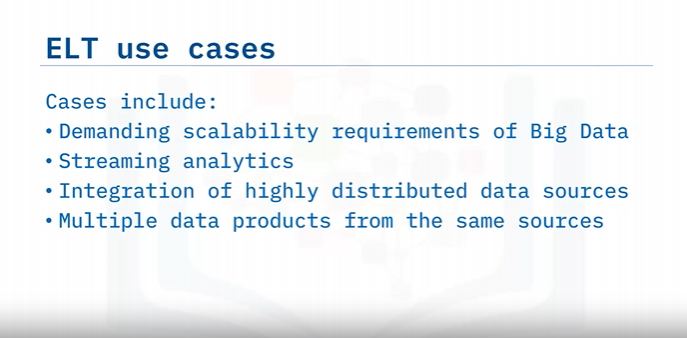 ELT use cases
Cases include:
• Demanding scalability requirements of Big Data
• Streaming analytics
• Integration of highly distributed data sources
• Multiple data products from the same sources